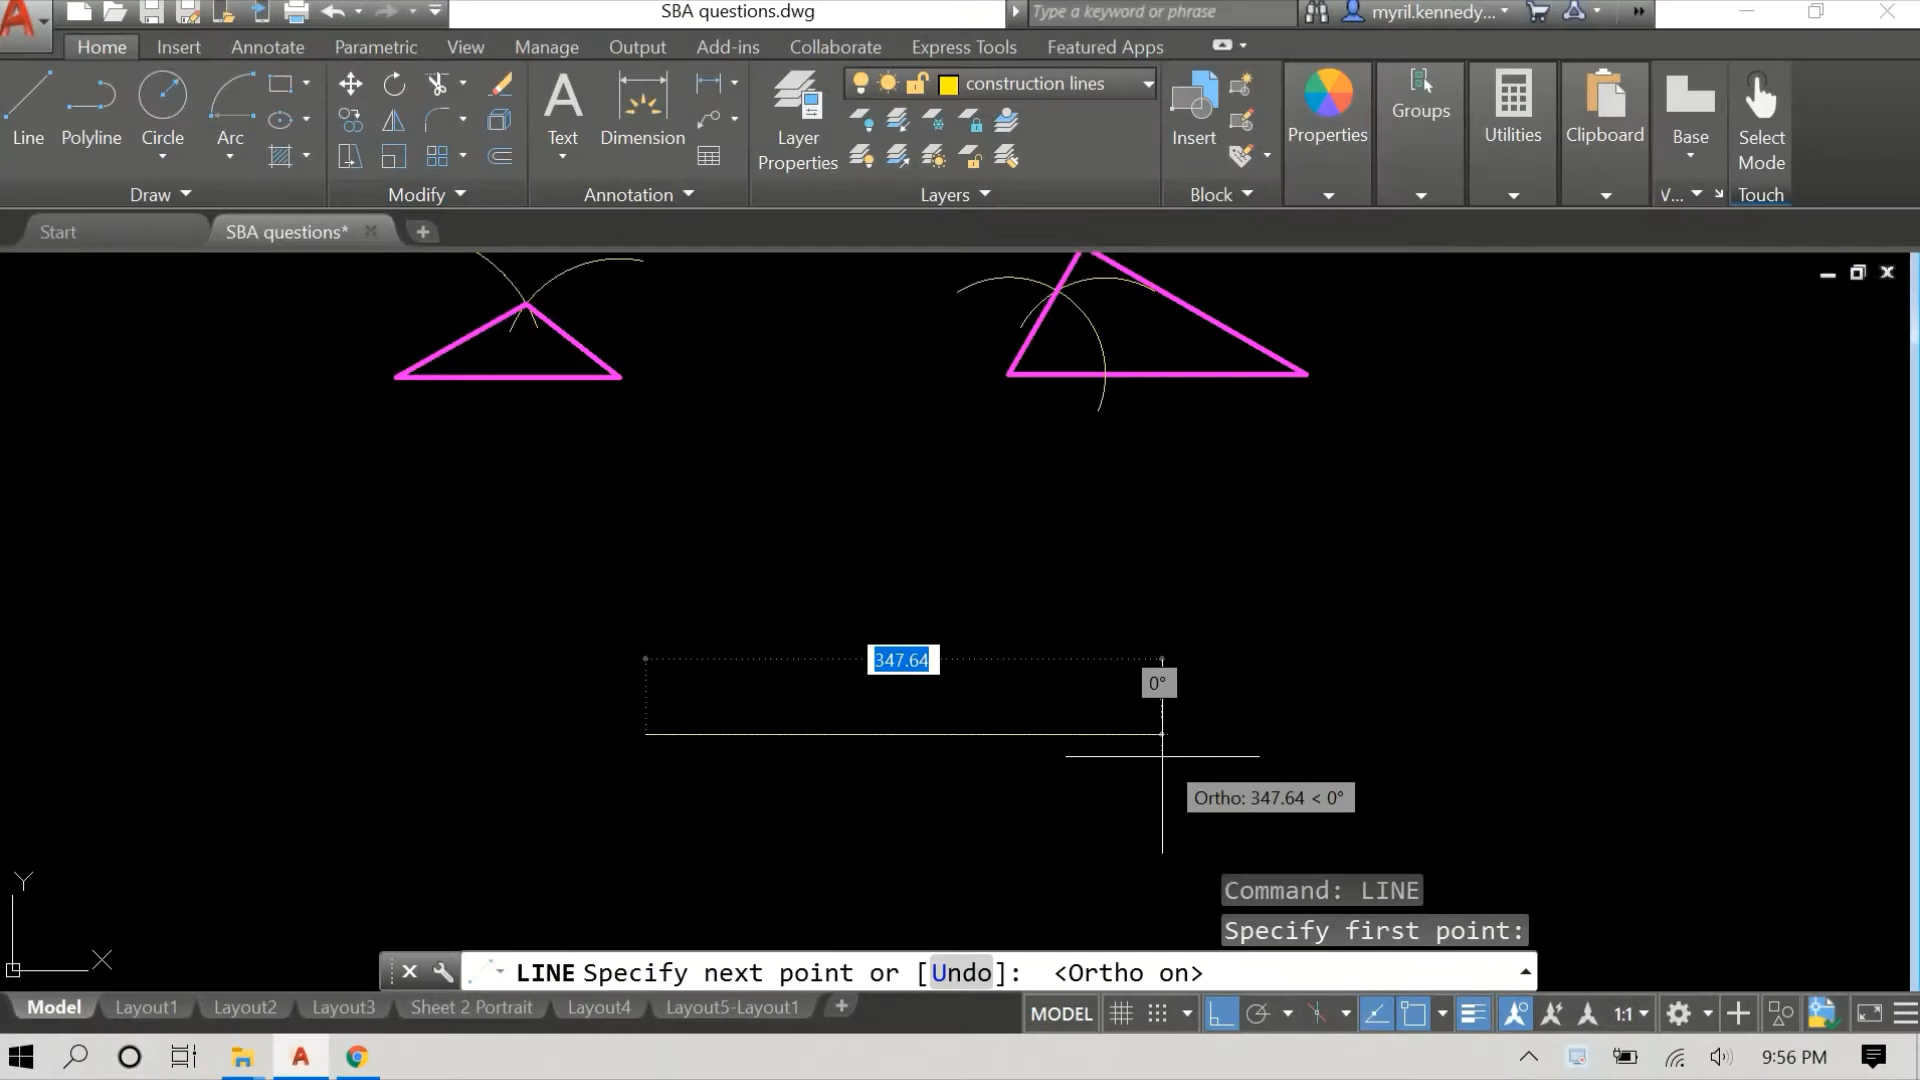 SBA questions.dwg
Type a keyword or phrase
myril.kennedy...
Home Insert Annotate Parametric View Manage Output Add-ins Collaborate Express Tools Featured Apps
construction lines
Line Polyline Circle Arc
Text Dimension
Layer
Properties
Insert
Properties
Groups
Utilities
Clipboard
Base
Select
Mode
Draw Modify Annotation Layers Block V... Touch
Start SBA questions*
347.64
0°
Ortho: 347.64 < 0°
Y
X
Command: LINE
Specify first point:
LINE Specify next point or [Undo]: <Ortho on>
Model Layout1 Layout2 Layout3 Sheet 2 Portrait Layout4 Layout5-Layout1
MODEL 1:1
9:56 PM